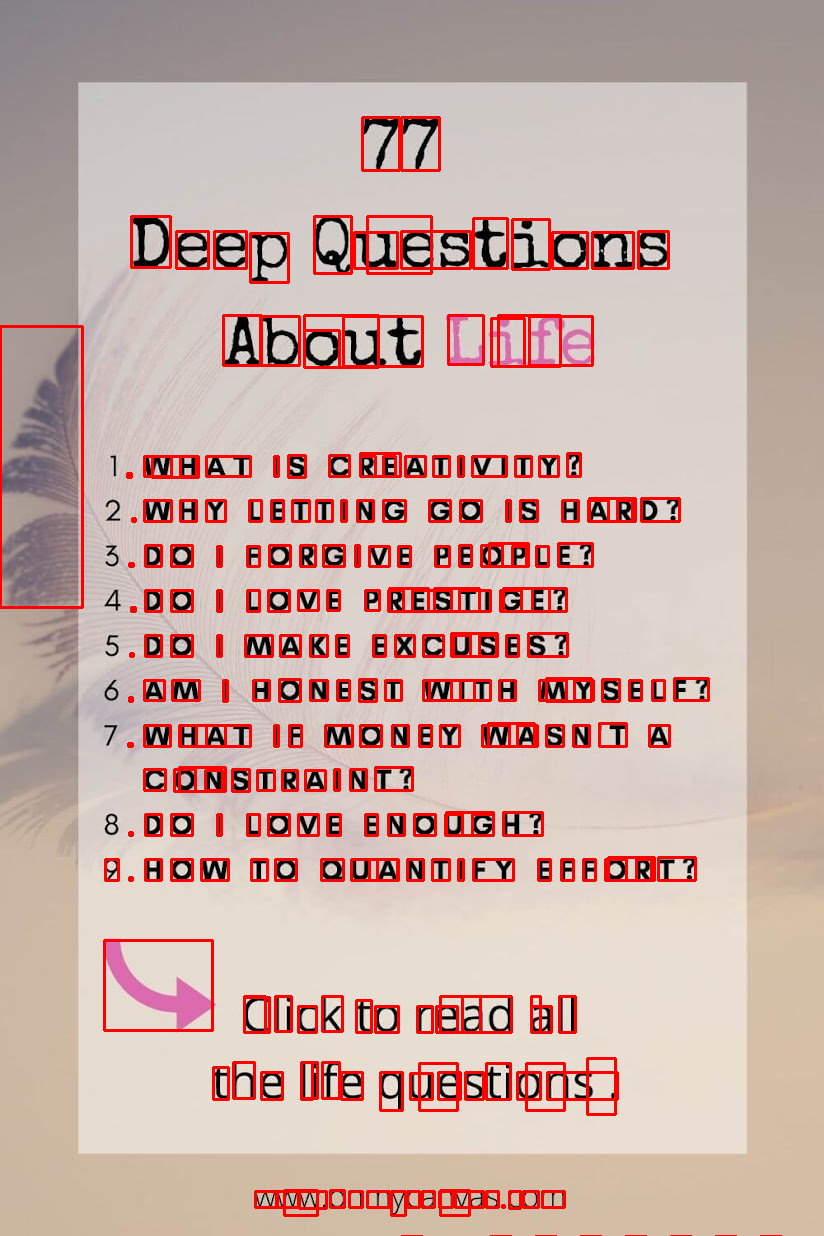 77
Deep Questions
About Life
1. WHAT IS CREATIVITY?
2. WHY LETTING GO IS HARD?
3. DO I FORGIVE PEOPLE?
4. DO I LOVE PRESTIGE?
5. DO I MAKE EXCUSES?
6. AM I HONEST WITH MYSELF?
7. WHAT IF MONEY WASN'T A
CONSTRAINT?
8. DO I LOVE ENOUGH?
9. HOW TO QUANTIFY EFFORT?
Click to read all
the life questions .
www.onmycanvas.com